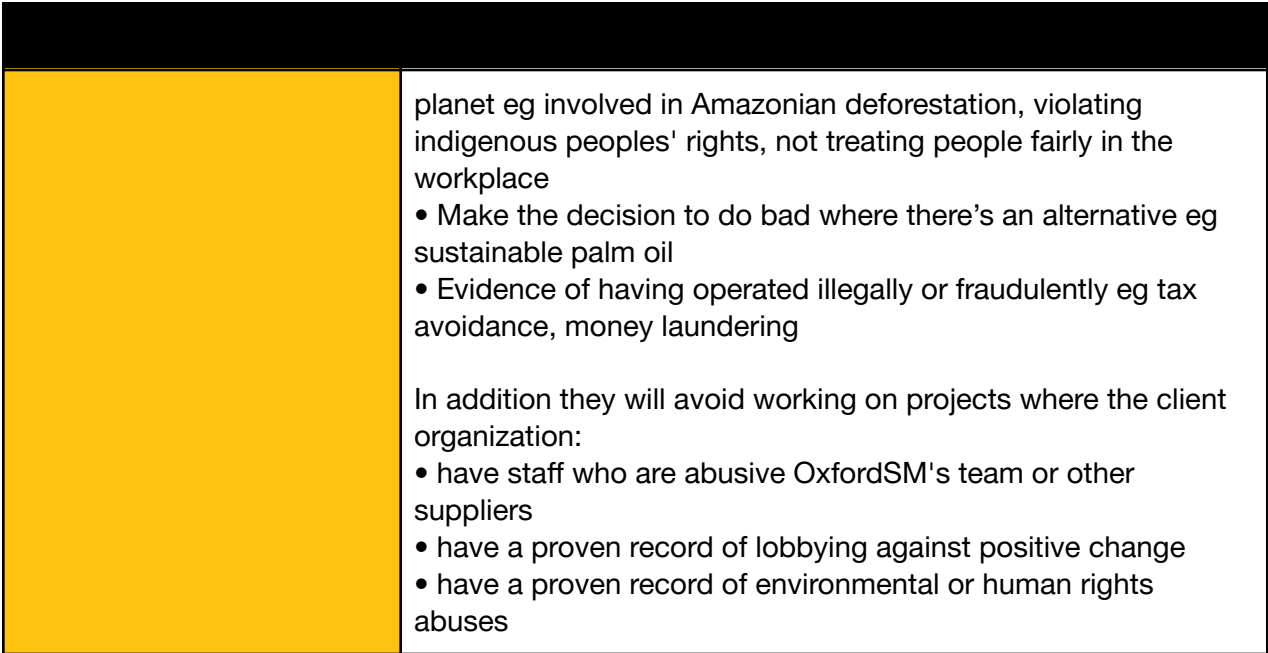 planet eg involved in Amazonian deforestation, violating
indigenous peoples' rights, not treating people fairly in the
workplace
• Make the decision to do bad where there’s an alternative eg
sustainable palm oil
• Evidence of having operated illegally or fraudulently eg tax
avoidance, money laundering
In addition they will avoid working on projects where the client
organization:
• have staff who are abusive OxfordSM's team or other
suppliers
• have a proven record of lobbying against positive change
• have a proven record of environmental or human rights
abuses